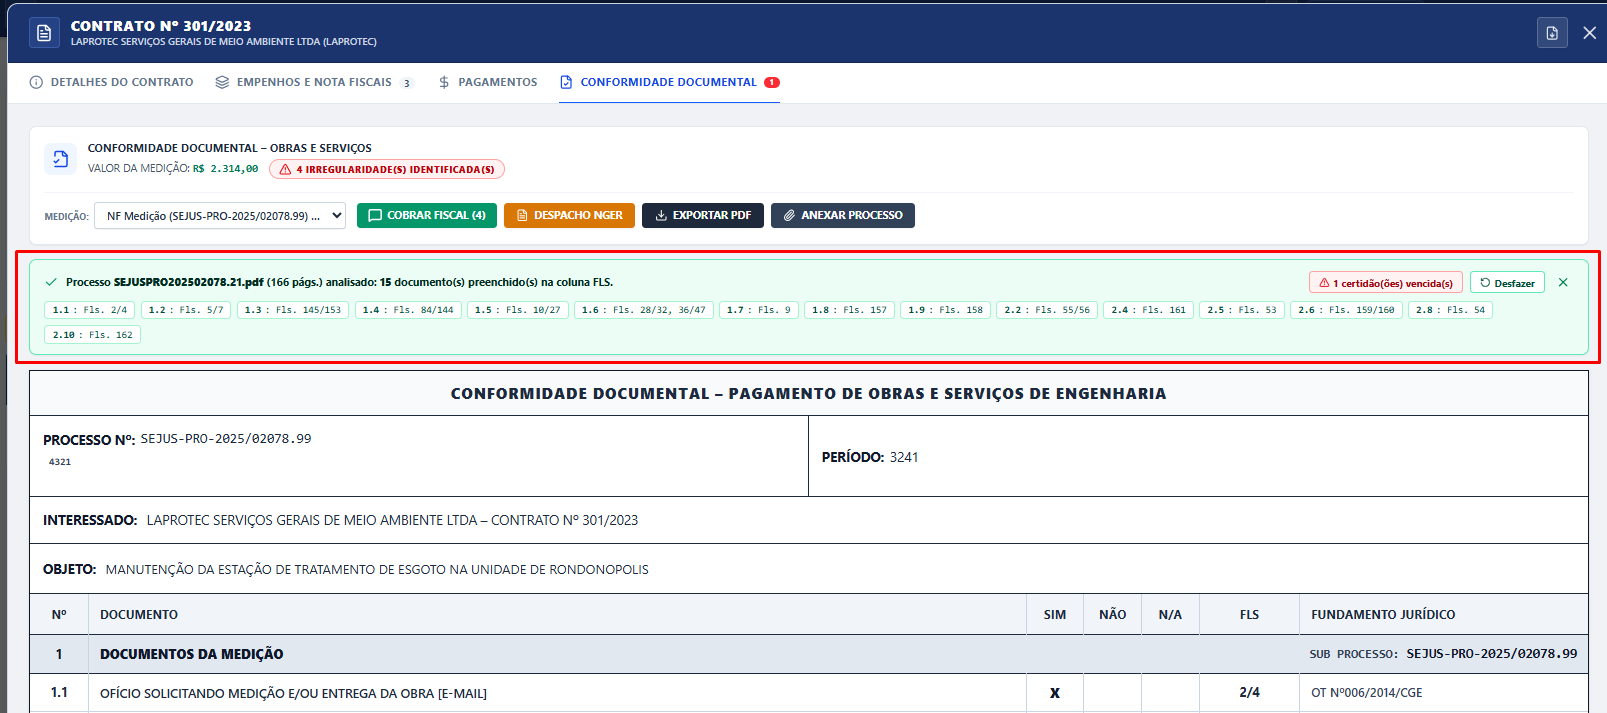 CONTRATO Nº 301/2023
LAPROTEC SERVIÇOS GERAIS DE MEIO AMBIENTE LTDA (LAPROTEC)
DETALHES DO CONTRATO
EMPENHOS E NOTA FISCAIS 3
PAGAMENTOS
CONFORMIDADE DOCUMENTAL 1
CONFORMIDADE DOCUMENTAL – OBRAS E SERVIÇOS
VALOR DA MEDIÇÃO: R$ 2.314,00
4 IRREGULARIDADE(S) IDENTIFICADA(S)
MEDIÇÃO: NF Medição (SEJUS-PRO-2025/02078.99) ...
COBRAR FISCAL (4)
DESPACHO NGER
EXPORTAR PDF
ANEXAR PROCESSO
Processo SEJUSPRO202502078.21.pdf (166 págs.) analisado: 15 documento(s) preenchido(s) na coluna FLS.
1 certidão(ões) vencida(s)
Desfazer
1.1 : Fls. 2/4
1.2 : Fls. 5/7
1.3 : Fls. 145/153
1.4 : Fls. 84/144
1.5 : Fls. 10/27
1.6 : Fls. 28/32, 36/47
1.7 : Fls. 9
1.8 : Fls. 157
1.9 : Fls. 158
2.2 : Fls. 55/56
2.4 : Fls. 161
2.5 : Fls. 53
2.6 : Fls. 159/160
2.8 : Fls. 54
2.10 : Fls. 162
CONFORMIDADE DOCUMENTAL – PAGAMENTO DE OBRAS E SERVIÇOS DE ENGENHARIA
PROCESSO Nº: SEJUS-PRO-2025/02078.99
4321
PERÍODO: 3241
INTERESSADO: LAPROTEC SERVIÇOS GERAIS DE MEIO AMBIENTE LTDA – CONTRATO Nº 301/2023
OBJETO: MANUTENÇÃO DA ESTAÇÃO DE TRATAMENTO DE ESGOTO NA UNIDADE DE RONDONOPOLIS
Nº DOCUMENTO SIM NÃO N/A FLS FUNDAMENTO JURÍDICO
1 DOCUMENTOS DA MEDIÇÃO SUB PROCESSO: SEJUS-PRO-2025/02078.99
1.1 OFÍCIO SOLICITANDO MEDIÇÃO E/OU ENTREGA DA OBRA [E-MAIL] X 2/4 OT Nº006/2014/CGE